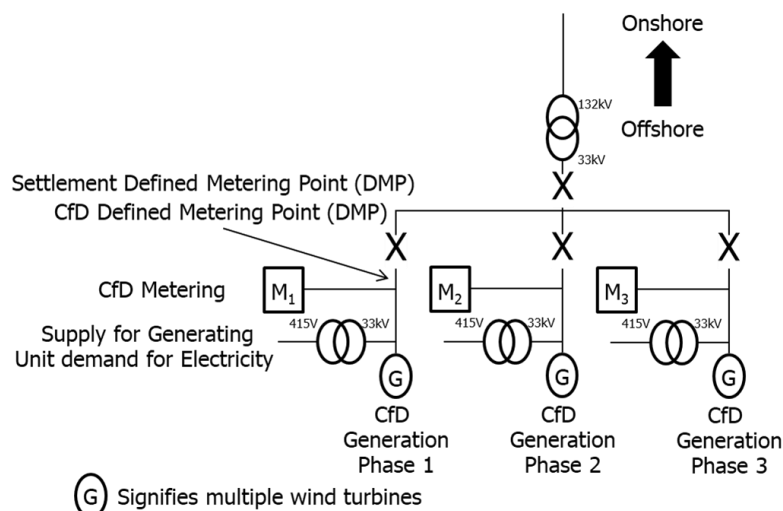 Onshore
132kV
Offshore
33kV
Settlement Defined Metering Point (DMP)
X
CfD Defined Metering Point (DMP)
X X X
CfD Metering M1 M2 M3
415V 33kV 415V 33kV 415V 33kV
Supply for Generating
Unit demand for Electricity
G G G
CfD CfD CfD
Generation Generation Generation
Phase 1 Phase 2 Phase 3
G Signifies multiple wind turbines